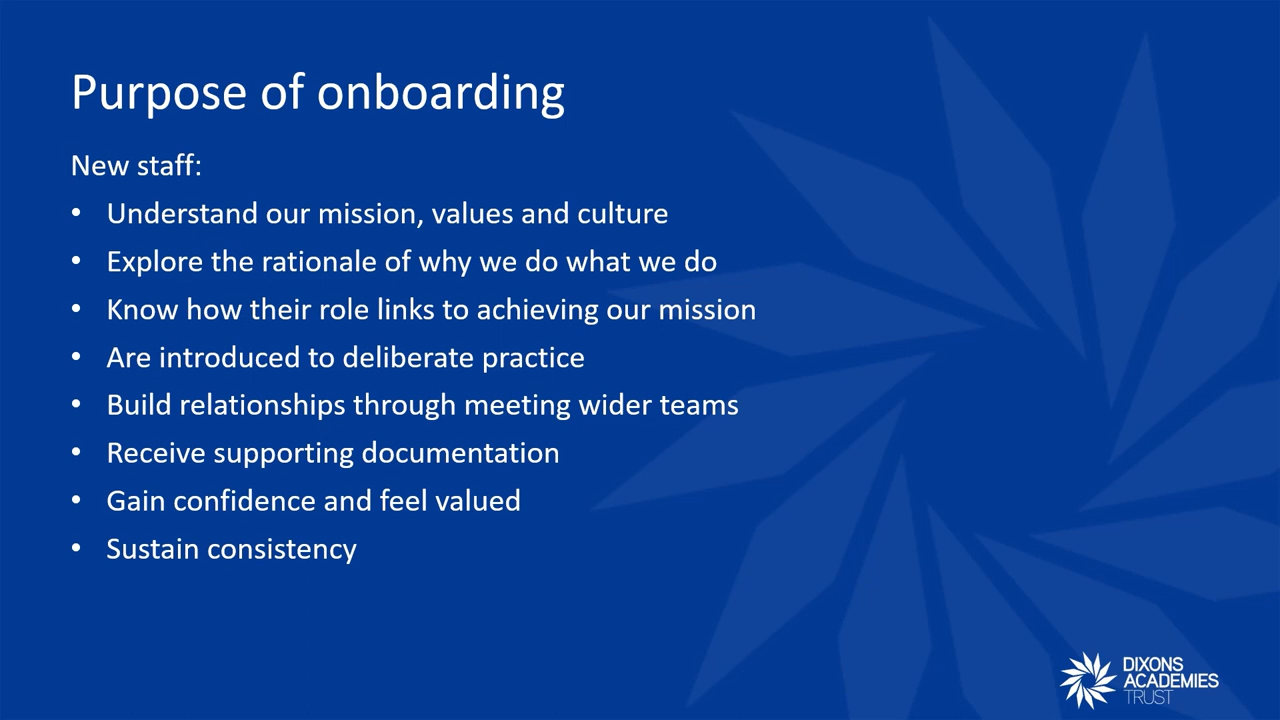 Purpose of onboarding
New staff:
• Understand our mission, values and culture
• Explore the rationale of why we do what we do
• Know how their role links to achieving our mission
• Are introduced to deliberate practice
• Build relationships through meeting wider teams
• Receive supporting documentation
• Gain confidence and feel valued
• Sustain consistency
DIXONS
ACADEMIES
TRUST